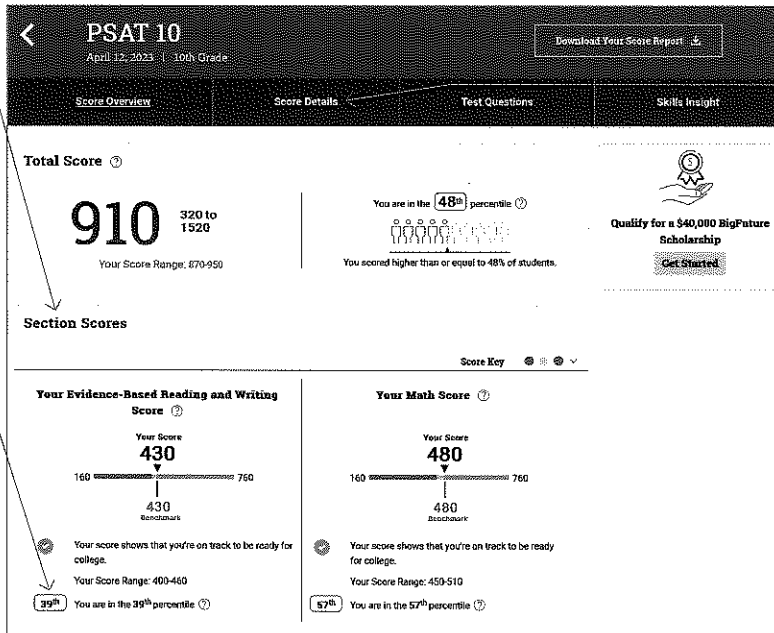 PSAT 10
April 12, 2023 | 10th Grade
Download Your Score Report
Score Overview
Score Details
Test Questions
Skills Insight
Total Score ?
910
320 to
1520
Your Score Range: 870-950
You are in the 48th percentile ?
You scored higher than or equal to 48% of students.
S
Qualify for a $40,000 BigFuture
Scholarship
Get Started
Section Scores
Score Key
Your Evidence-Based Reading and Writing
Score ?
Your Score
430
160 760
430
Benchmark
Your score shows that you're on track to be ready for
college.
Your Score Range: 400-460
39th You are in the 39th percentile ?
Your Math Score ?
Your Score
480
160 760
480
Benchmark
Your score shows that you're on track to be ready
for college.
Your Score Range: 450-510
57th You are in the 57th percentile ?